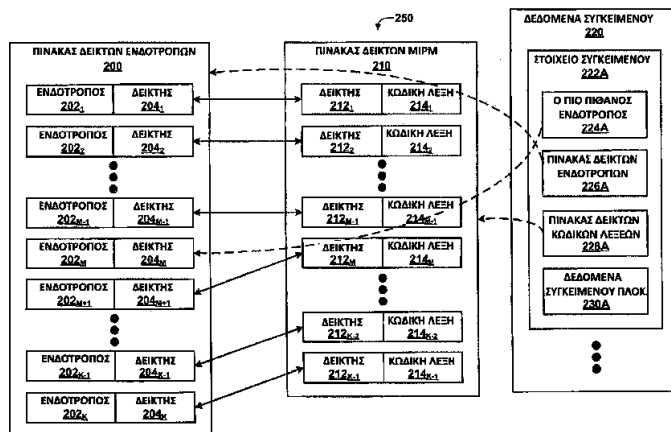 250
ΠΙΝΑΚΑΣ ΔΕΙΚΤΩΝ ΕΝΔΟΤΡΟΠΩΝ
200
ΕΝΔΟΤΡΟΠΟΣ
202₁
ΔΕΙΚΤΗΣ
204₁
ΕΝΔΟΤΡΟΠΟΣ
202₂
ΔΕΙΚΤΗΣ
204₂
ΕΝΔΟΤΡΟΠΟΣ
202M-1
ΔΕΙΚΤΗΣ
204M-1
ΕΝΔΟΤΡΟΠΟΣ
202M
ΔΕΙΚΤΗΣ
204M
ΕΝΔΟΤΡΟΠΟΣ
202M+1
ΔΕΙΚΤΗΣ
204M+1
ΕΝΔΟΤΡΟΠΟΣ
202K-1
ΔΕΙΚΤΗΣ
204K-1
ΕΝΔΟΤΡΟΠΟΣ
202K
ΔΕΙΚΤΗΣ
204K
ΠΙΝΑΚΑΣ ΔΕΙΚΤΩΝ MIPM
210
ΔΕΙΚΤΗΣ
212₁
ΚΩΔΙΚΗ ΛΕΞΗ
214₁
ΔΕΙΚΤΗΣ
212₂
ΚΩΔΙΚΗ ΛΕΞΗ
214₂
ΔΕΙΚΤΗΣ
212M-1
ΚΩΔΙΚΗ ΛΕΞΗ
214M-1
ΔΕΙΚΤΗΣ
212M
ΚΩΔΙΚΗ ΛΕΞΗ
214M
ΔΕΙΚΤΗΣ
212K-2
ΚΩΔΙΚΗ ΛΕΞΗ
214K-2
ΔΕΙΚΤΗΣ
212K-1
ΚΩΔΙΚΗ ΛΕΞΗ
214K-1
ΔΕΔΟΜΕΝΑ
ΣΥΓΚΕΙΜΕΝΟΥ
220
ΣΤΟΙΧΕΙΟ ΣΥΓΚΕΙΜΕΝΟΥ
222A
Ο ΠΙΟ ΠΙΘΑΝΟΣ
ΕΝΔΟΤΡΟΠΟΣ
224A
ΠΙΝΑΚΑΣ ΔΕΙΚΤΩΝ
ΕΝΔΟΤΡΟΠΩΝ
226A
ΠΙΝΑΚΑΣ ΔΕΙΚΤΩΝ
ΚΩΔΙΚΩΝ ΛΕΞΕΩΝ
228A
ΔΕΔΟΜΕΝΑ
ΣΥΓΚΕΙΜΕΝΟΥ ΠΛΟΚ.
230A